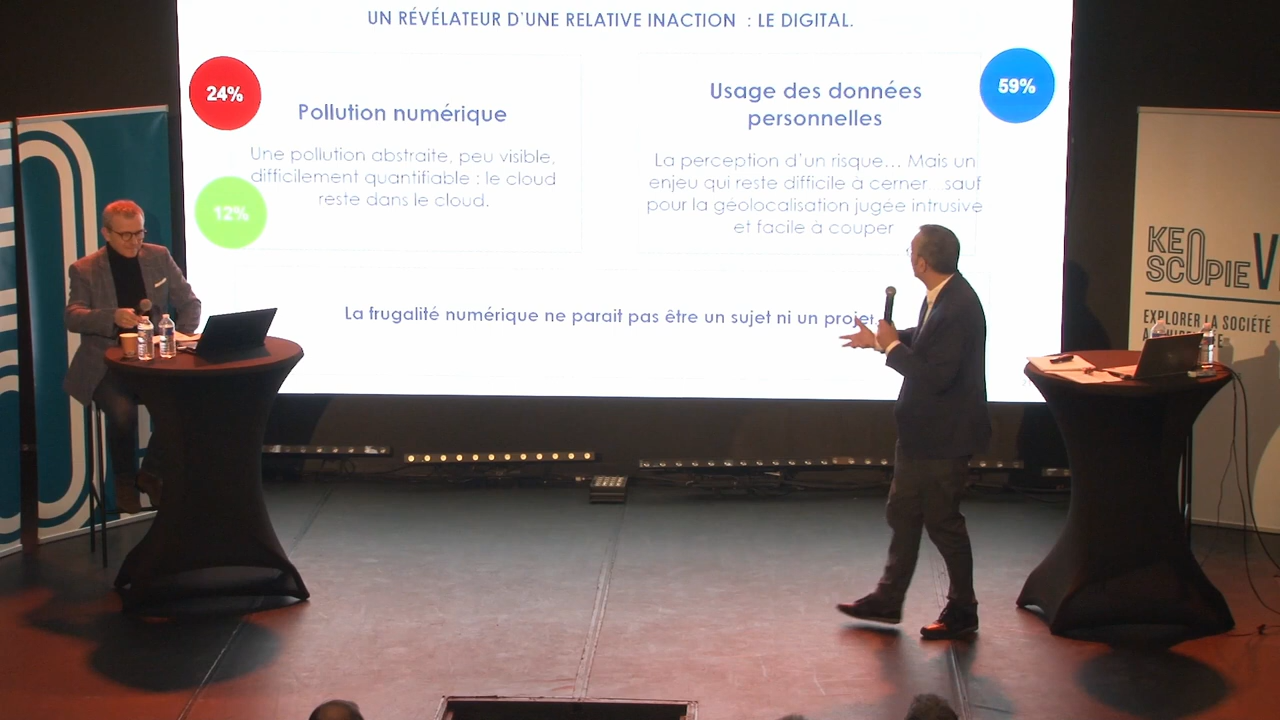 UN RÉVÉLATEUR D'UNE RELATIVE INACTION : LE DIGITAL.
24%
Pollution numérique
Une pollution abstraite, peu visible,
difficilement quantifiable : le cloud
reste dans le cloud.
12%
59%
Usage des données
personnelles
La perception d'un risque... Mais un
enjeu qui reste difficile à cerner...sauf
pour la géolocalisation jugée intrusive
et facile à couper
La frugalité numérique ne parait pas être un sujet ni un projet
KEO
SCOPIE V
EXPLORER LA SOCIÉTÉ